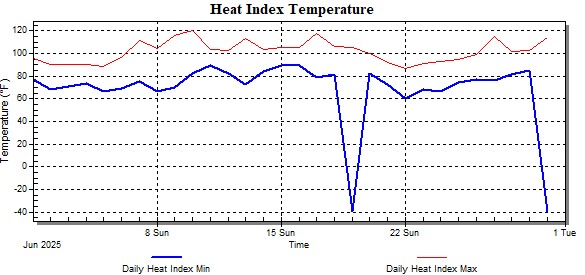 Heat Index Temperature
Temperature (°F)
120
100
80
60
40
20
0
-20
-40
8 Sun
15 Sun
22 Sun
1 Tue
Jun 2025
Time
Daily Heat Index Min
Daily Heat Index Max